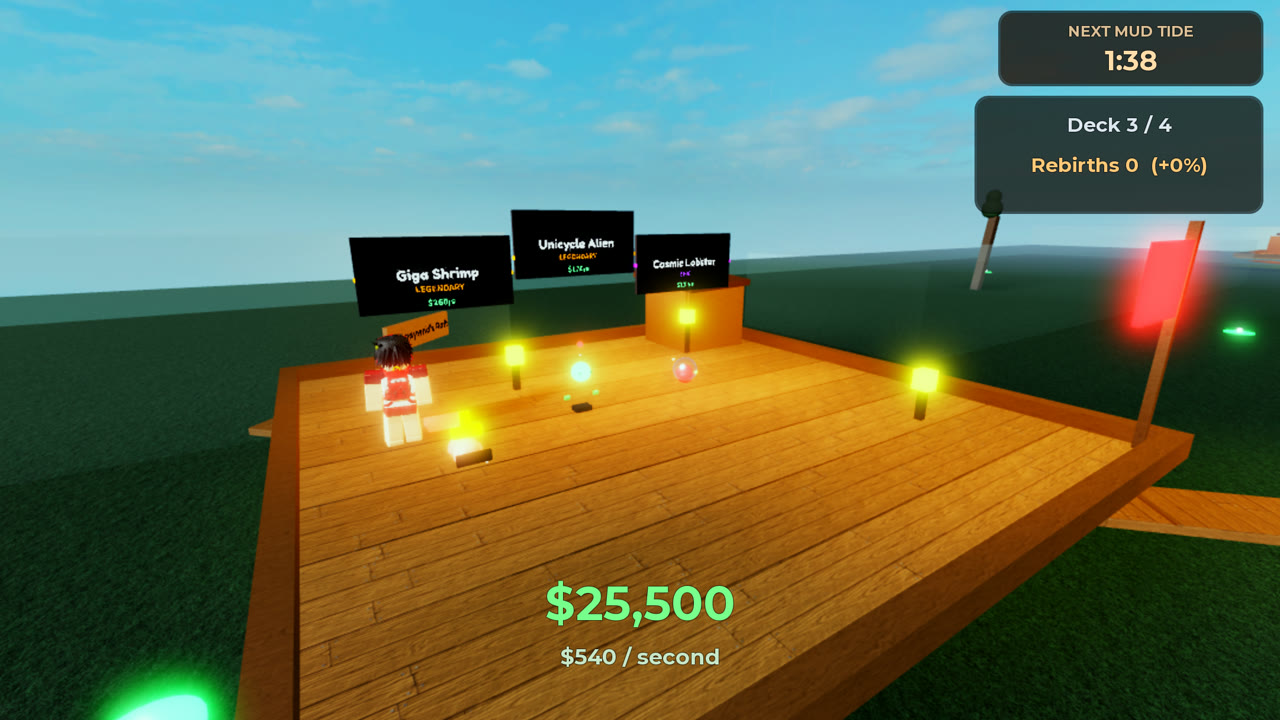 NEXT MUD TIDE
1:38
Deck 3 / 4
Rebirths 0 (+0%)
Unicycle Alien
LEGENDARY
Cosmic Lobster
Giga Shrimp
LEGENDARY
$260/s
$25,500
$540 / second